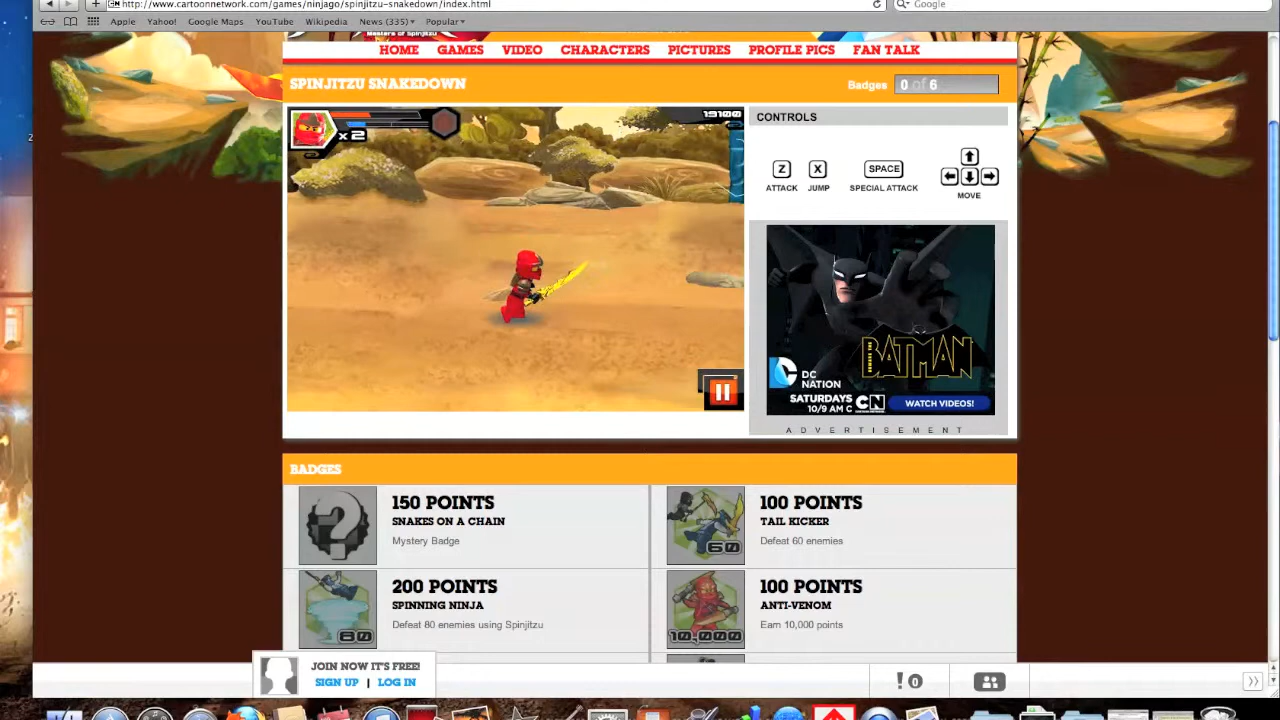 http://www.cartoonnetwork.com/games/ninjago/spinjitzu-snakedown/index.html
Google
Apple Yahoo! Google Maps YouTube Wikipedia News (335) Popular
Masters of Spinjitzu
HOME GAMES VIDEO CHARACTERS PICTURES PROFILE PICS FAN TALK
SPINJITZU SNAKEDOWN
Badges 0 of 6
x 2
19100
CONTROLS
Z
X
SPACE
ATTACK
JUMP
SPECIAL ATTACK
MOVE
BATMAN
DC
NATION
SATURDAYS
10/9 AM C
CN
WATCH VIDEOS!
ADVERTISEMENT
BADGES
150 POINTS
SNAKES ON A CHAIN
Mystery Badge
?
100 POINTS
TAIL KICKER
Defeat 60 enemies
60
200 POINTS
SPINNING NINJA
Defeat 80 enemies using Spinjitzu
80
100 POINTS
ANTI-VENOM
Earn 10,000 points
10,000
JOIN NOW IT'S FREE!
SIGN UP | LOG IN
! 0